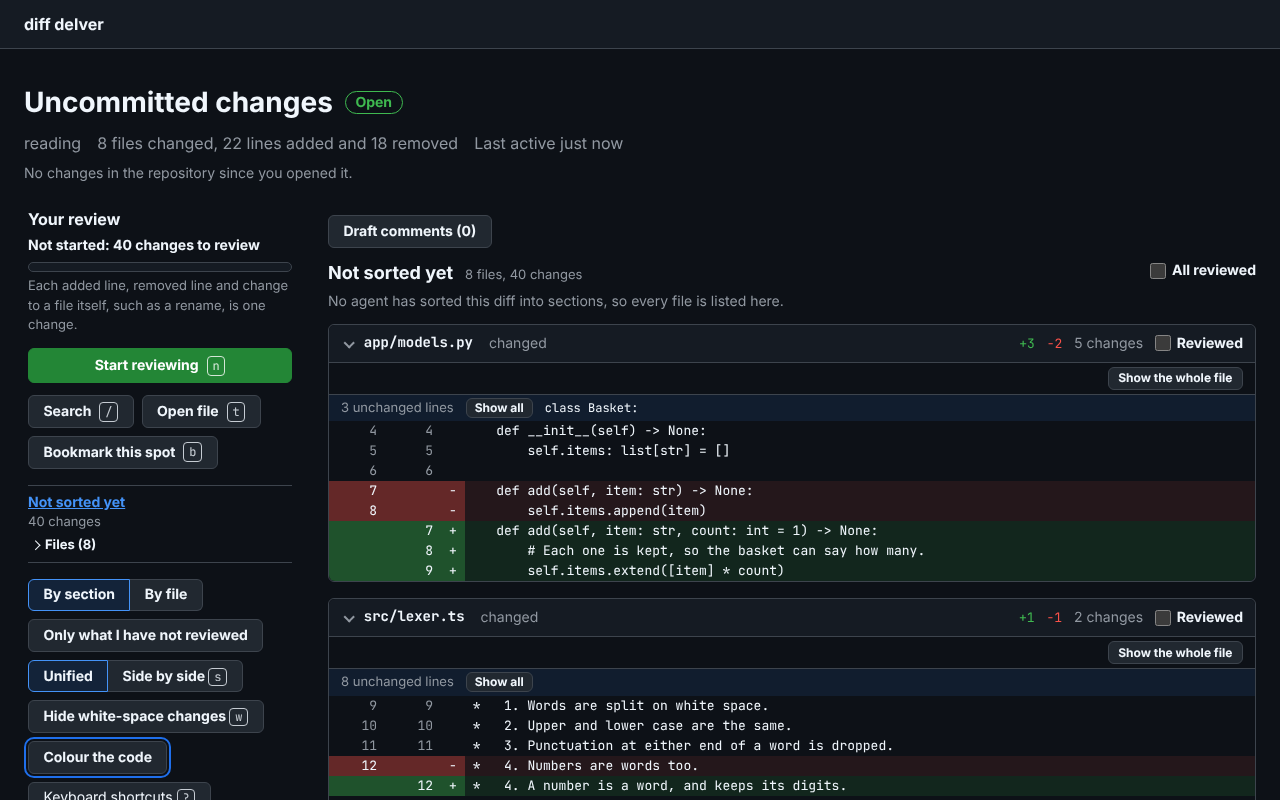 diff delver
Uncommitted changes Open
reading 8 files changed, 22 lines added and 18 removed Last active just now
No changes in the repository since you opened it.
Your review
Not started: 40 changes to review
Each added line, removed line and change
to a file itself, such as a rename, is one
change.
Start reviewing n
Search / Open file t
Bookmark this spot b
Not sorted yet
40 changes
Files (8)
By section By file
Only what I have not reviewed
Unified Side by side s
Hide white-space changes w
Colour the code
Keyboard shortcuts ?
Draft comments (0)
Not sorted yet 8 files, 40 changes All reviewed
No agent has sorted this diff into sections, so every file is listed here.
app/models.py changed +3 -2 5 changes Reviewed
Show the whole file
3 unchanged lines Show all class Basket:
4 4 def __init__(self) -> None:
5 5 self.items: list[str] = []
6 6
7 - def add(self, item: str) -> None:
8 - self.items.append(item)
7 + def add(self, item: str, count: int = 1) -> None:
8 + # Each one is kept, so the basket can say how many.
9 + self.items.extend([item] * count)
src/lexer.ts changed +1 -1 2 changes Reviewed
Show the whole file
8 unchanged lines Show all
9 9 * 1. Words are split on white space.
10 10 * 2. Upper and lower case are the same.
11 11 * 3. Punctuation at either end of a word is dropped.
12 - * 4. Numbers are words too.
12 + * 4. A number is a word, and keeps its digits.